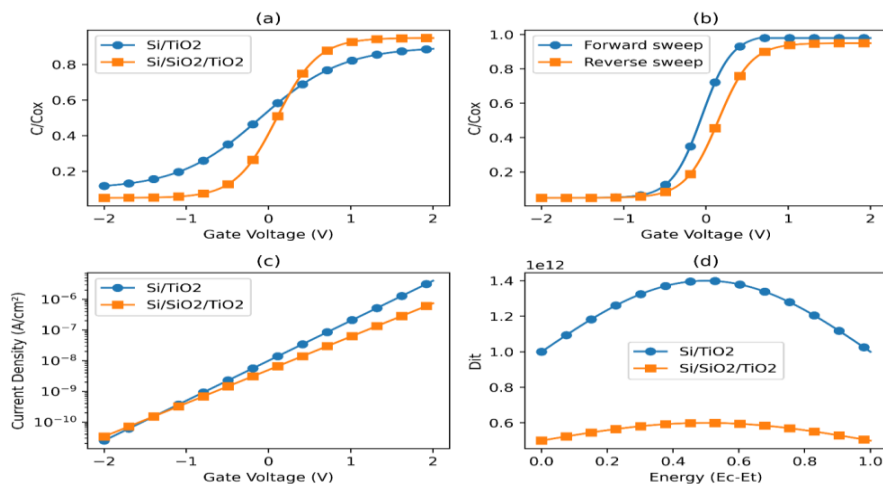 (a)
C/Cox
0.8
0.6
0.4
0.2
Si/TiO2
Si/SiO2/TiO2
−2 −1 0 1 2
Gate Voltage (V)
(b)
C/Cox
1.0
0.8
0.6
0.4
0.2
Forward sweep
Reverse sweep
−2 −1 0 1 2
Gate Voltage (V)
(c)
Current Density (A/cm²)
10⁻⁶
10⁻⁷
10⁻⁸
10⁻⁹
10⁻¹⁰
Si/TiO2
Si/SiO2/TiO2
−2 −1 0 1 2
Gate Voltage (V)
(d)
1e12
Dit
1.4
1.2
1.0
0.8
0.6
Si/TiO2
Si/SiO2/TiO2
0.0 0.2 0.4 0.6 0.8 1.0
Energy (Ec-Et)